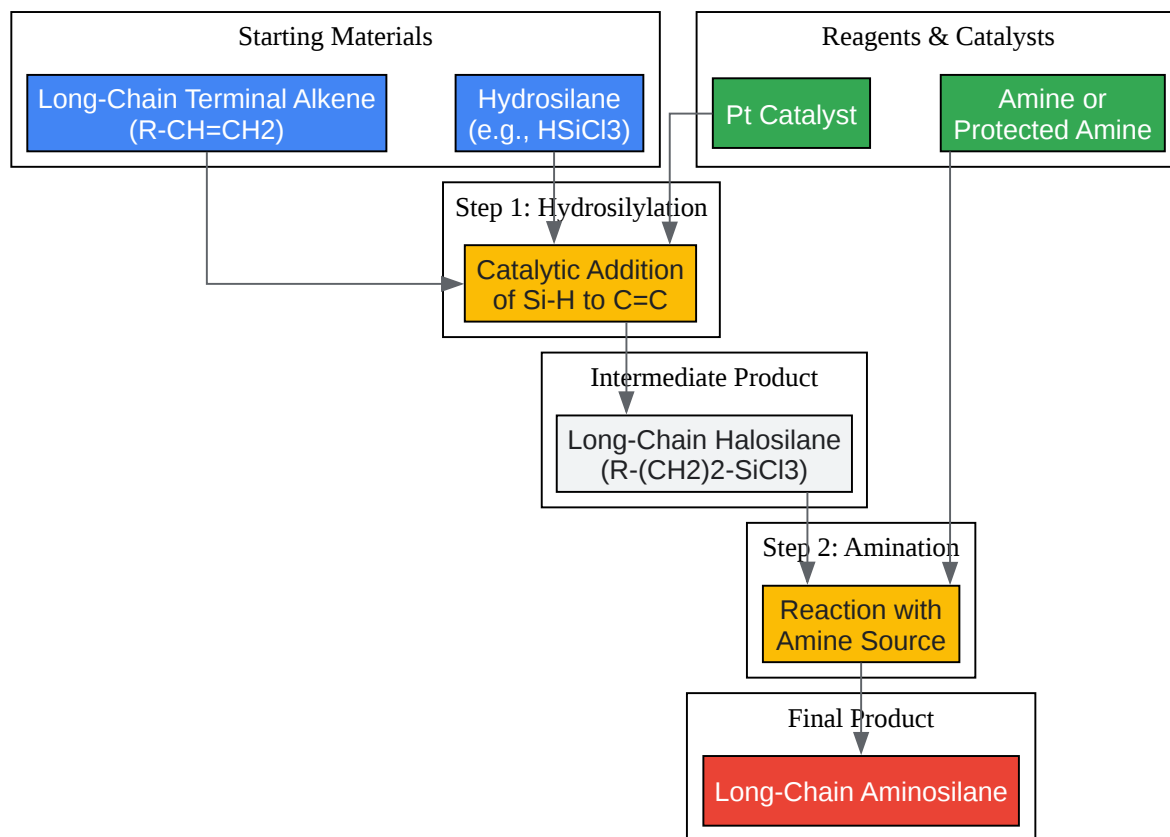 Starting Materials
Long-Chain Terminal Alkene
(R-CH=CH2)
Hydrosilane
(e.g., HSiCl3)
Reagents & Catalysts
Pt Catalyst
Amine or
Protected Amine
Step 1: Hydrosilylation
Catalytic Addition
of Si-H to C=C
Intermediate Product
Long-Chain Halosilane
(R-(CH2)2-SiCl3)
Step 2: Amination
Reaction with
Amine Source
Final Product
Long-Chain Aminosilane